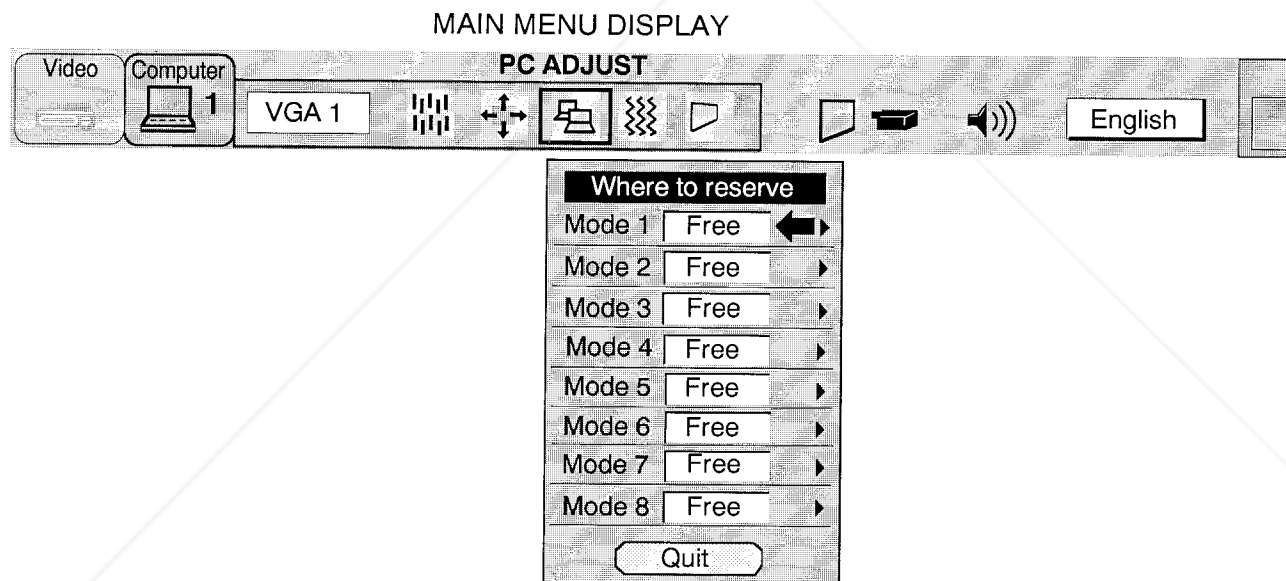 MAIN MENU DISPLAY
PC ADJUST
Video
Computer
1
VGA 1
English
Where to reserve
Mode 1 Free
Mode 2 Free
Mode 3 Free
Mode 4 Free
Mode 5 Free
Mode 6 Free
Mode 7 Free
Mode 8 Free
Quit